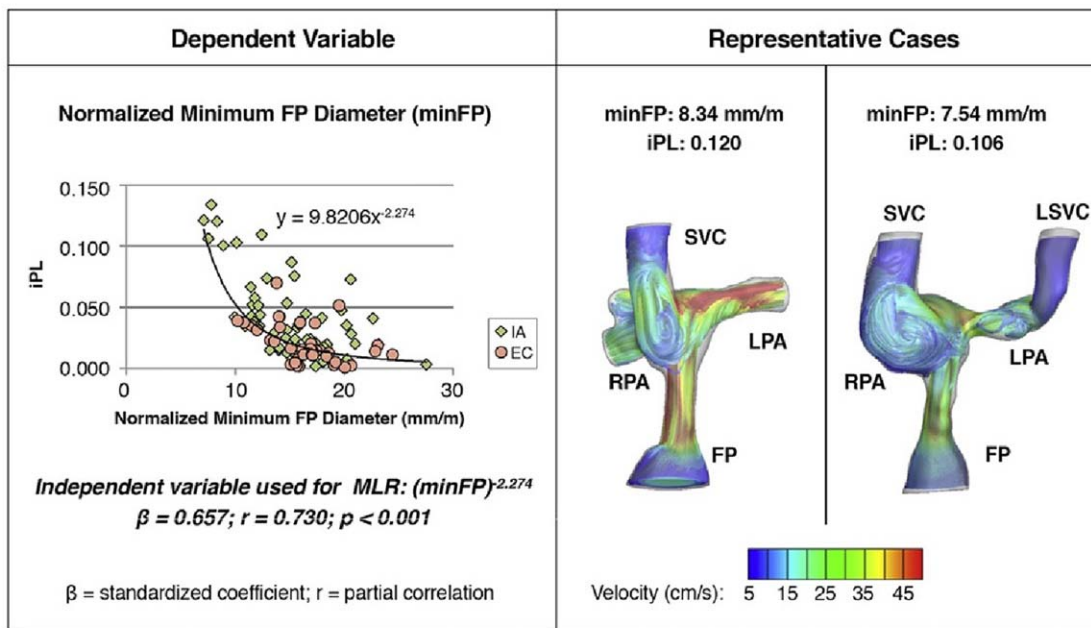 Dependent Variable
Normalized Minimum FP Diameter (minFP)
0.150
0.100
0.050
0.000
iPL
y = 9.8206x^-2.274
0 10 20 30
Normalized Minimum FP Diameter (mm/m)
IA
EC
Independent variable used for MLR: (minFP)^-2.274
β = 0.657; r = 0.730; p < 0.001
β = standardized coefficient; r = partial correlation
Representative Cases
minFP: 8.34 mm/m
iPL: 0.120
SVC
LPA
RPA
FP
minFP: 7.54 mm/m
iPL: 0.106
SVC
LSVC
LPA
RPA
FP
Velocity (cm/s): 5 15 25 35 45